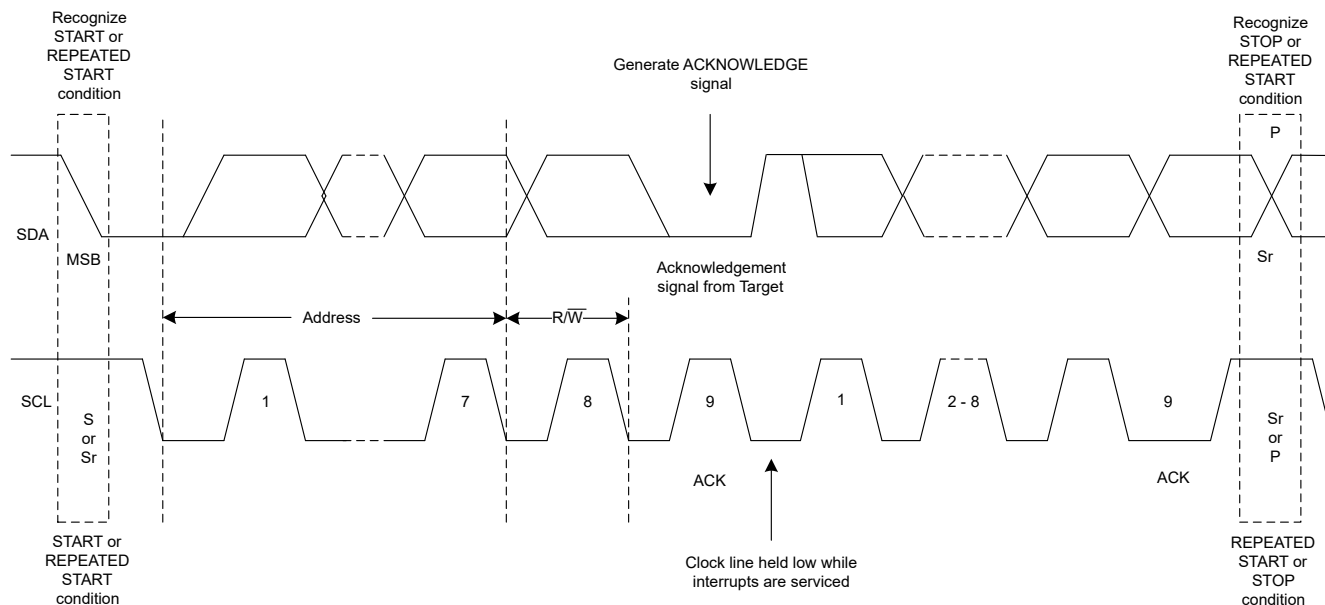 Recognize
START or
REPEATED
START
condition
Generate ACKNOWLEDGE
signal
Recognize
STOP or
REPEATED
START
condition
P
SDA
MSB
Acknowledgement
signal from Target
Sr
Address
R/W̅
SCL
S
or
Sr
1
7
8
9
1
2 - 8
9
Sr
or
P
ACK
ACK
START or
REPEATED
START
condition
Clock line held low while
interrupts are serviced
REPEATED
START or
STOP
condition